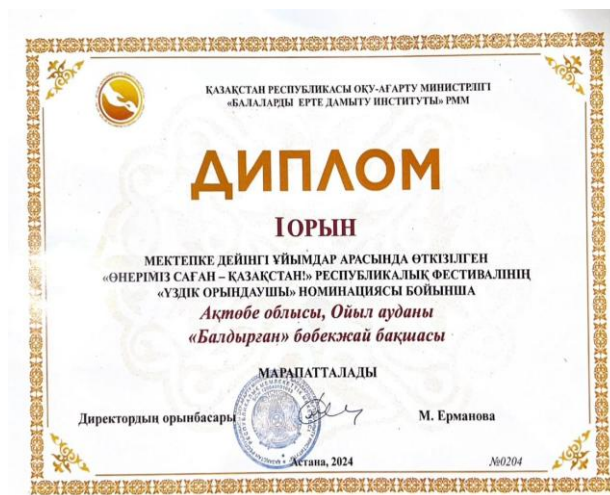 ҚАЗАҚСТАН РЕСПУБЛИКАСЫ ОҚУ-АҒАРТУ МИНИСТРЛІГІ
«БАЛАЛАРДЫ ЕРТЕ ДАМЫТУ ИНСТИТУТЫ» РММ
ДИПЛОМ
І ОРЫН
МЕКТЕПКЕ ДЕЙІНГІ ҰЙЫМДАР АРАСЫНДА ӨТКІЗІЛГЕН
«ӨНЕРІМІЗ САҒАН – ҚАЗАҚСТАН!» РЕСПУБЛИКАЛЫҚ ФЕСТИВАЛІНІҢ
«ҮЗДІК ОРЫНДАУШЫ» НОМИНАЦИЯСЫ БОЙЫНША
Ақтөбе облысы, Ойыл ауданы
«Балдырған» бөбекжай бақшасы
МАРАПАТТАЛАДЫ
Директордың орынбасары М. Ерманова
Астана, 2024 №0204